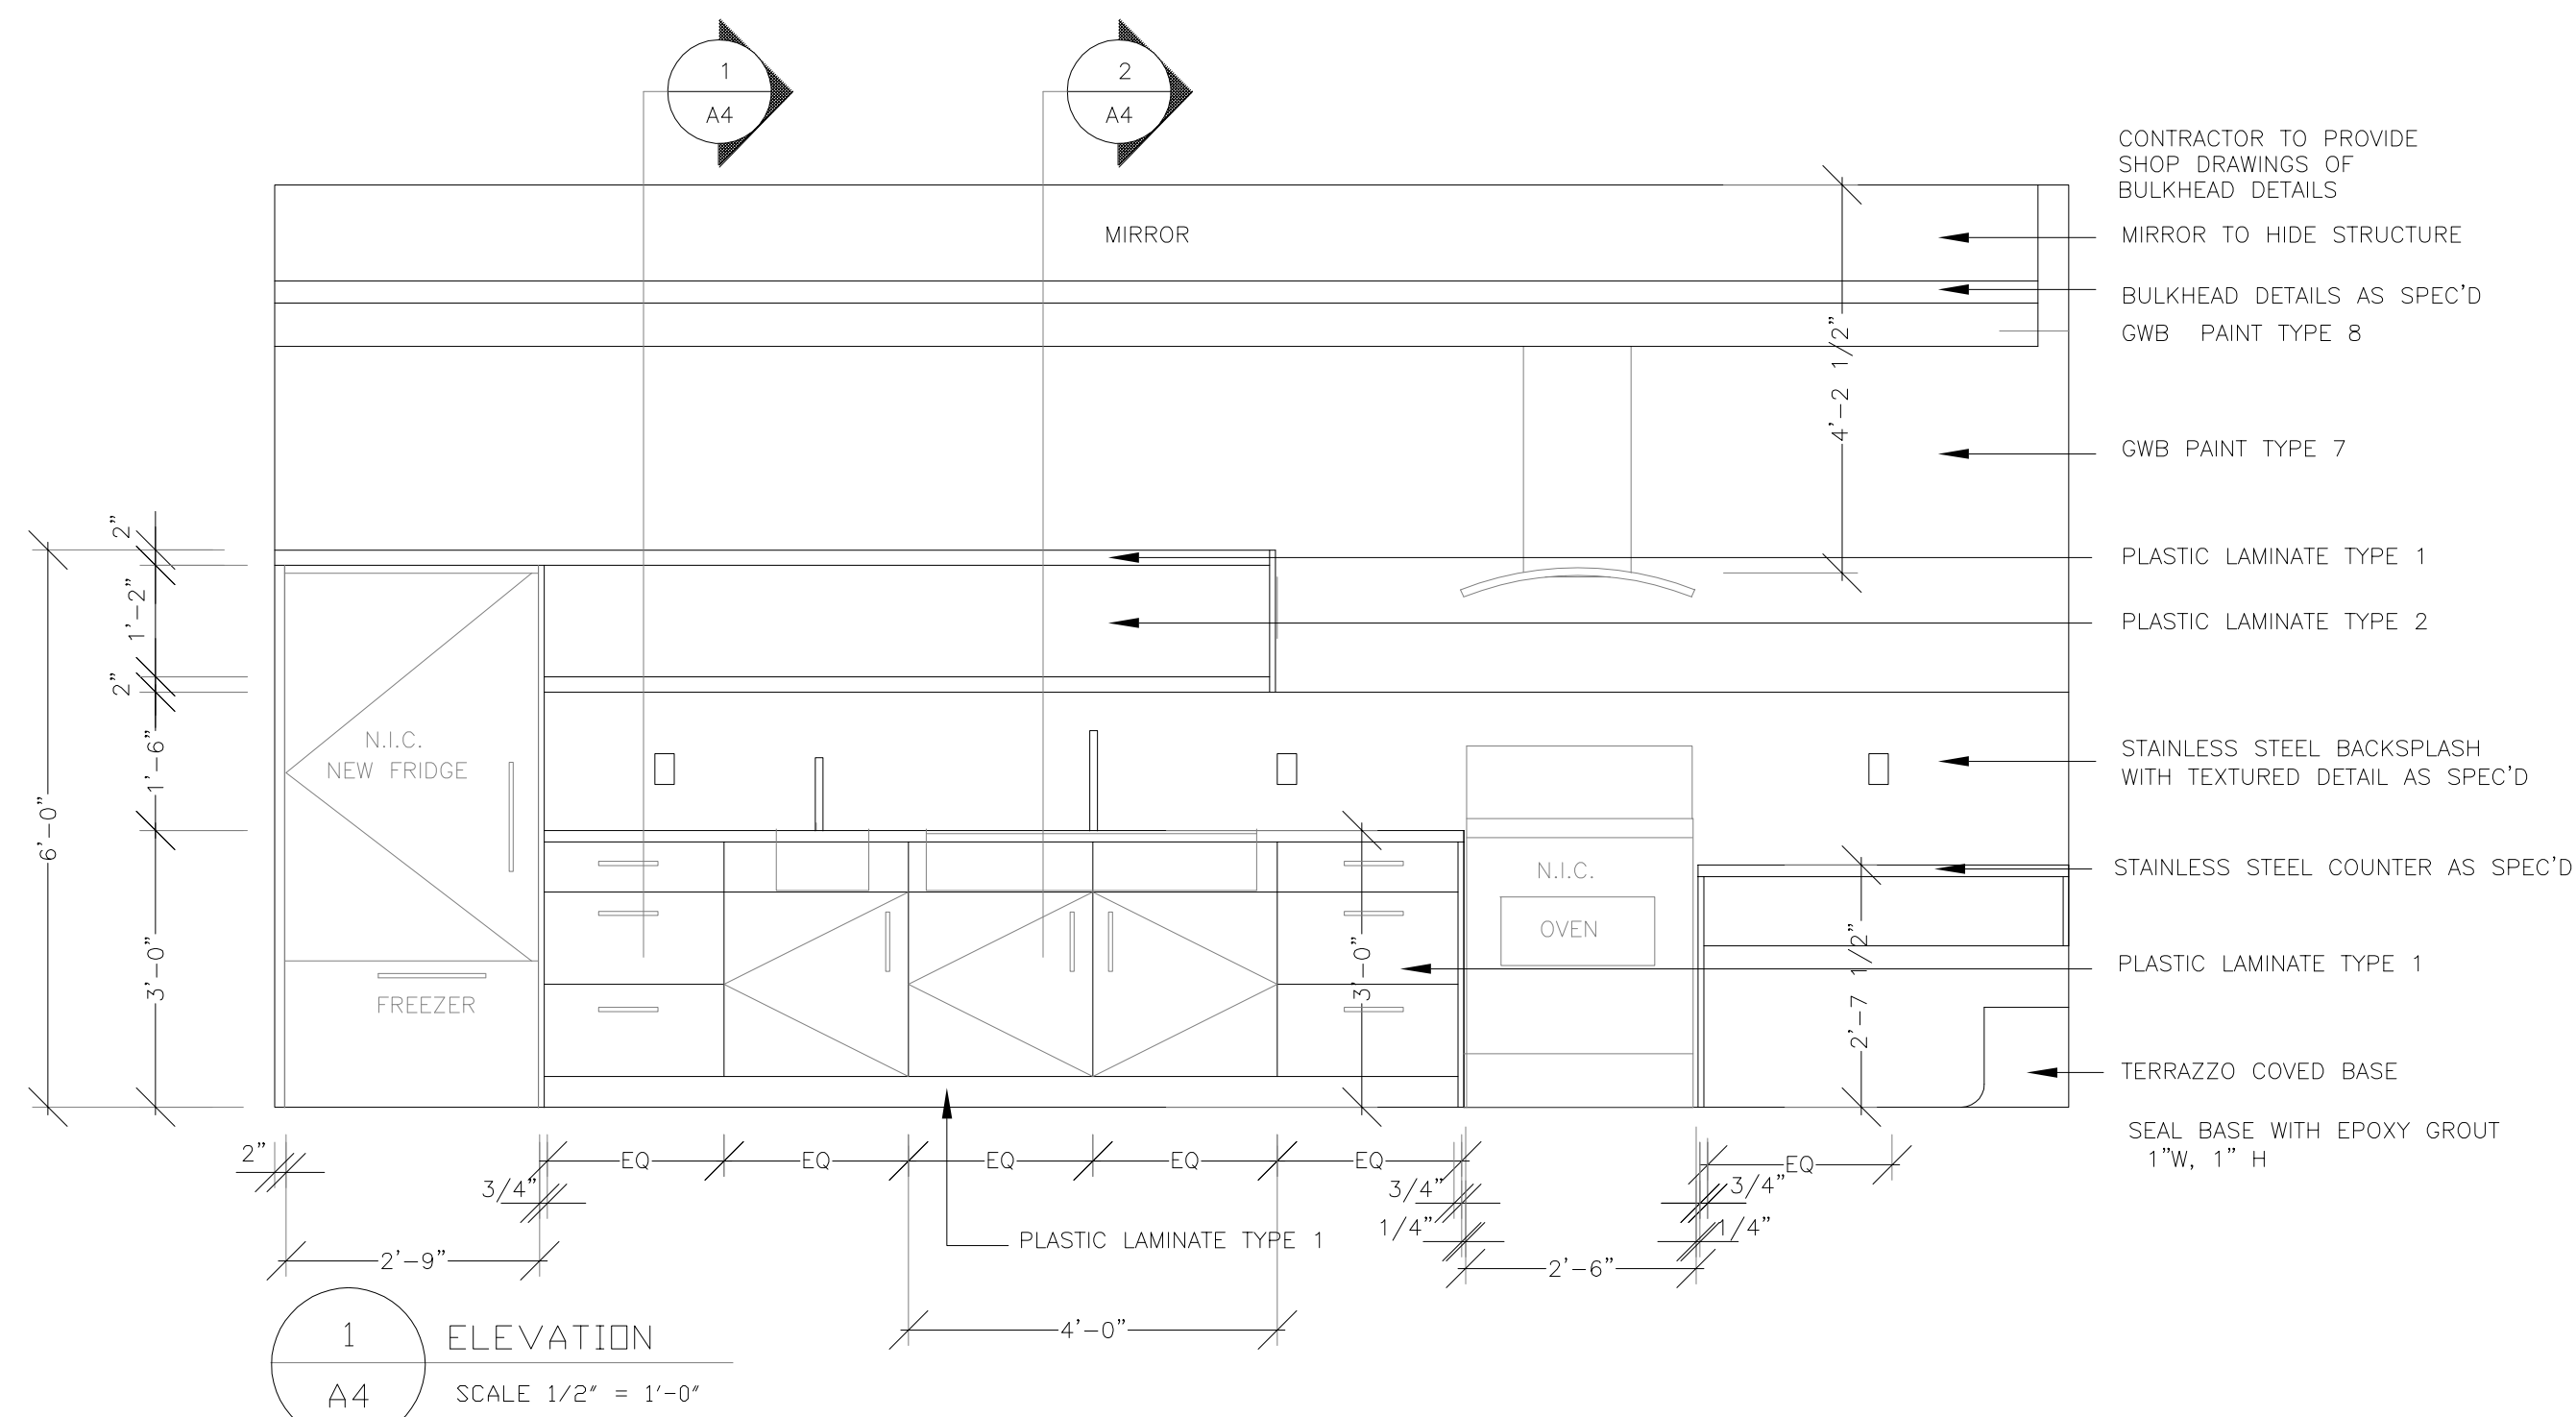 1
A4
2
A4
CONTRACTOR TO PROVIDE
SHOP DRAWINGS OF
BULKHEAD DETAILS
MIRROR
MIRROR TO HIDE STRUCTURE
BULKHEAD DETAILS AS SPEC'D
GWB PAINT TYPE 8
4'-2 1/2"
GWB PAINT TYPE 7
2"
1'-2"
2"
1'-6"
3'-0"
6'-0"
PLASTIC LAMINATE TYPE 1
PLASTIC LAMINATE TYPE 2
N.I.C.
NEW FRIDGE
FREEZER
STAINLESS STEEL BACKSPLASH
WITH TEXTURED DETAIL AS SPEC'D
N.I.C.
OVEN
3'-0"
2'-7 1/2"
STAINLESS STEEL COUNTER AS SPEC'D
PLASTIC LAMINATE TYPE 1
TERRAZZO COVED BASE
SEAL BASE WITH EPOXY GROUT
1"W, 1" H
2"
EQ
EQ
EQ
EQ
EQ
EQ
3/4"
3/4"
3/4"
1/4"
1/4"
PLASTIC LAMINATE TYPE 1
2'-9"
2'-6"
4'-0"
1
A4
ELEVATION
SCALE 1/2" = 1'-0"